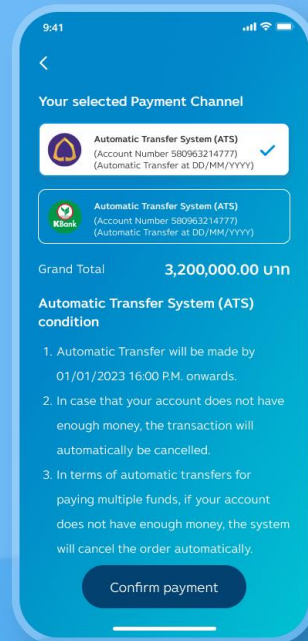 9:41
Your selected Payment Channel
Automatic Transfer System (ATS)
(Account Number 580963214777)
(Automatic Transfer at DD/MM/YYYY)
KBank
Automatic Transfer System (ATS)
(Account Number 580963214777)
(Automatic Transfer at DD/MM/YYYY)
Grand Total 3,200,000.00 บาท
Automatic Transfer System (ATS)
condition
1. Automatic Transfer will be made by
01/01/2023 16:00 P.M. onwards.
2. In case that your account does not have
enough money, the transaction will
automatically be cancelled.
3. In terms of automatic transfers for
paying multiple funds, if your account
does not have enough money, the system
will cancel the order automatically.
Confirm payment